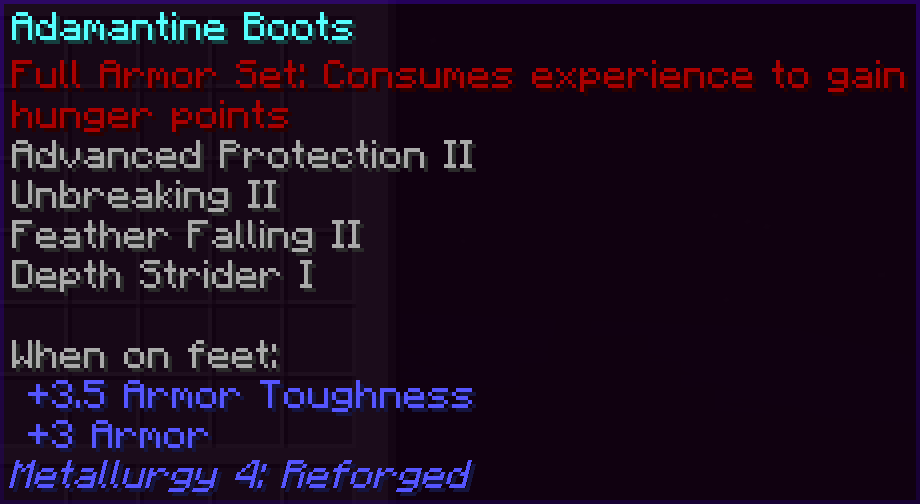 Adamantine Boots
Full Armor Set: Consumes experience to gain
hunger points
Advanced Protection II
Unbreaking II
Feather Falling II
Depth Strider I
When on feet:
+3.5 Armor Toughness
+3 Armor
Metallurgy 4: Reforged